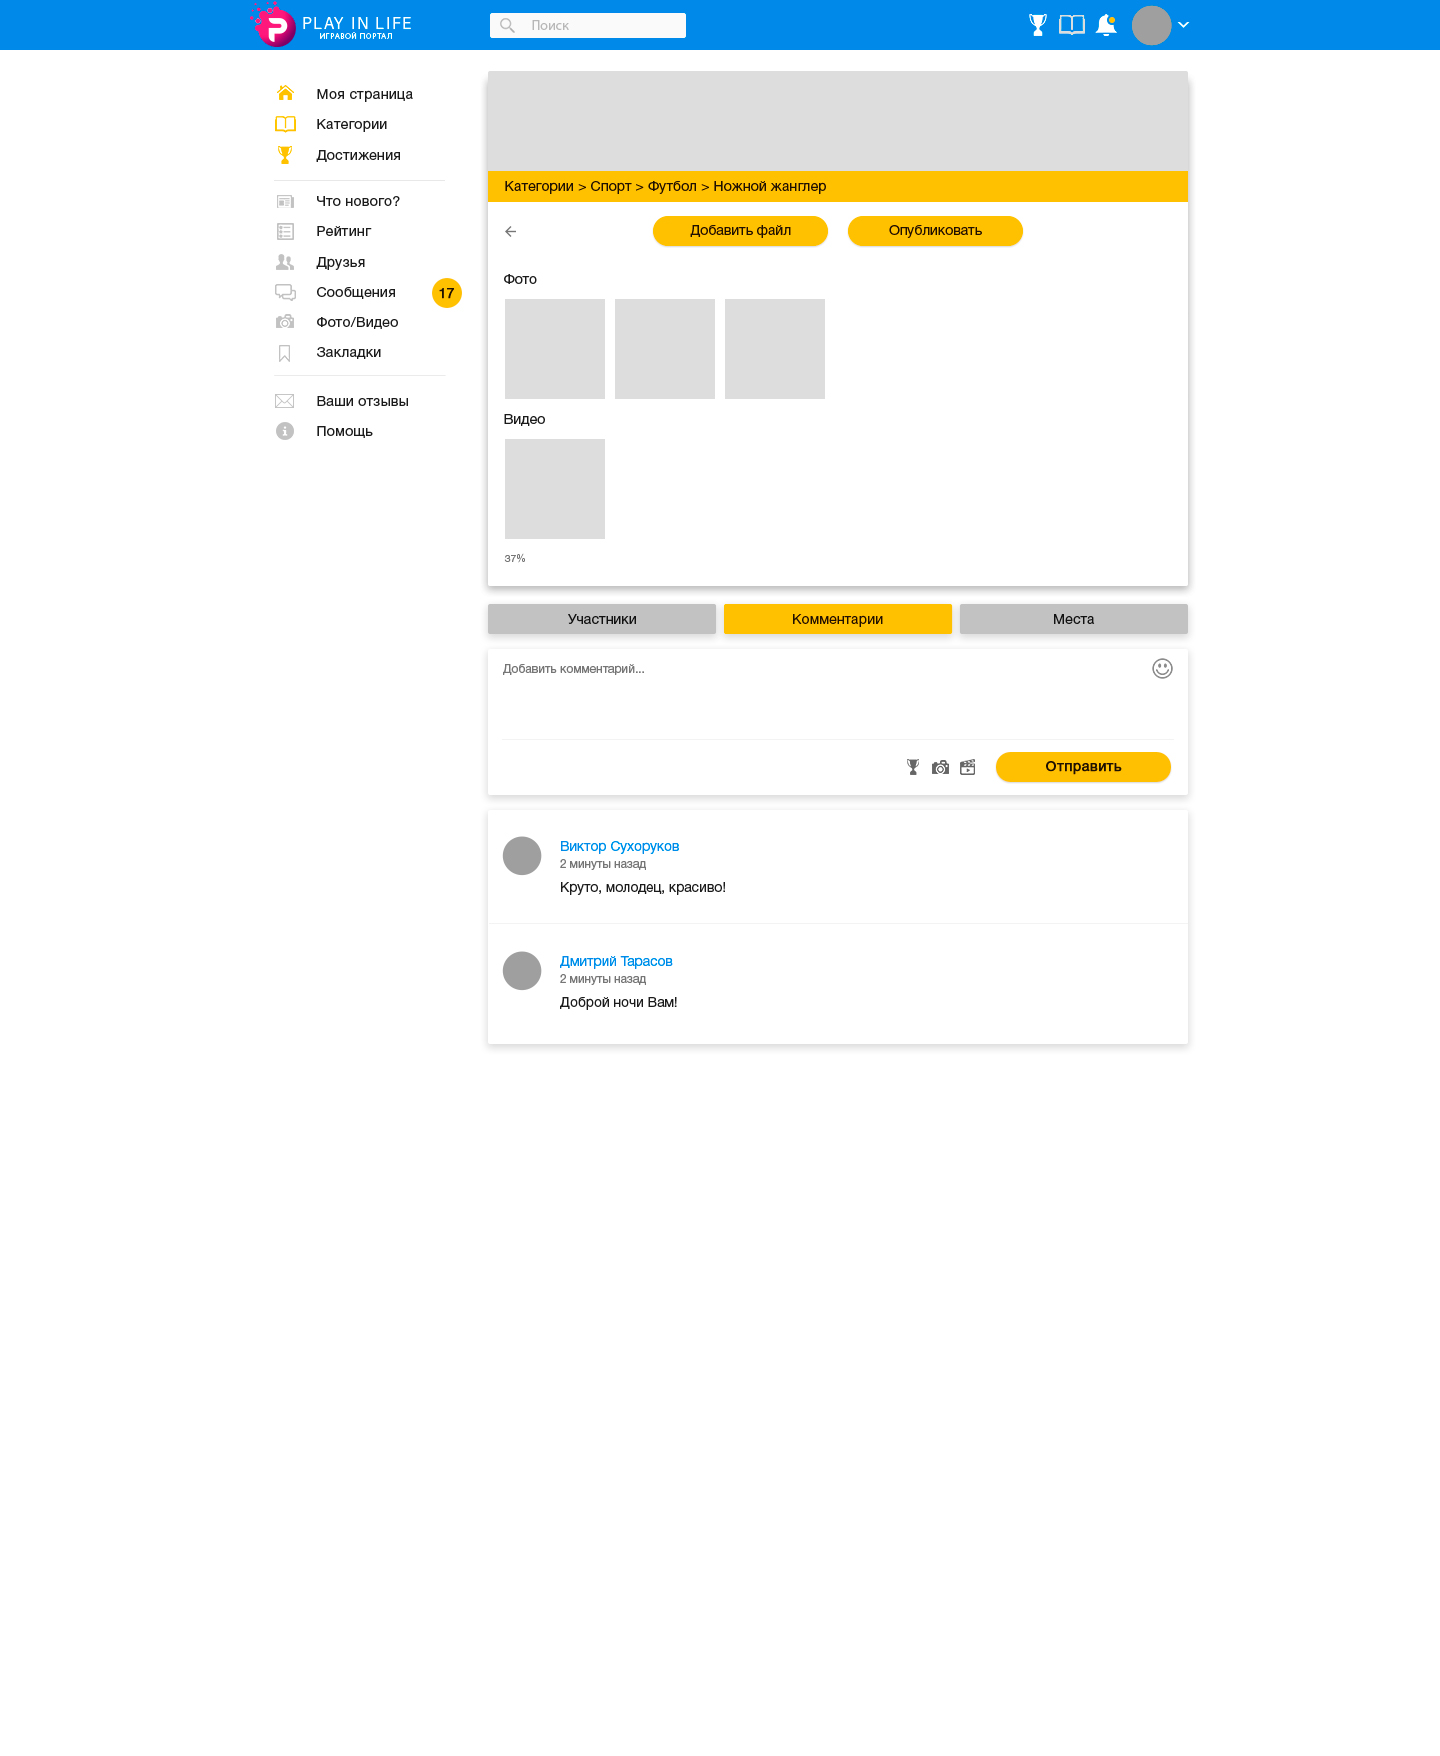 PLAY IN LIFE
ИГРАВОЙ ПОРТАЛ
Поиск
Моя страница
Категории
Достижения
Что нового?
Рейтинг
Друзья
Сообщения
17
Фото/Видео
Закладки
Ваши отзывы
Помощь
Категории > Спорт > Футбол > Ножной жанглер
Добавить файл
Опубликовать
Фото
Видео
37%
Участники
Комментарии
Места
Добавить комментарий...
Отправить
Виктор Сухоруков
2 минуты назад
Круто, молодец, красиво!
Дмитрий Тарасов
2 минуты назад
Доброй ночи Вам!